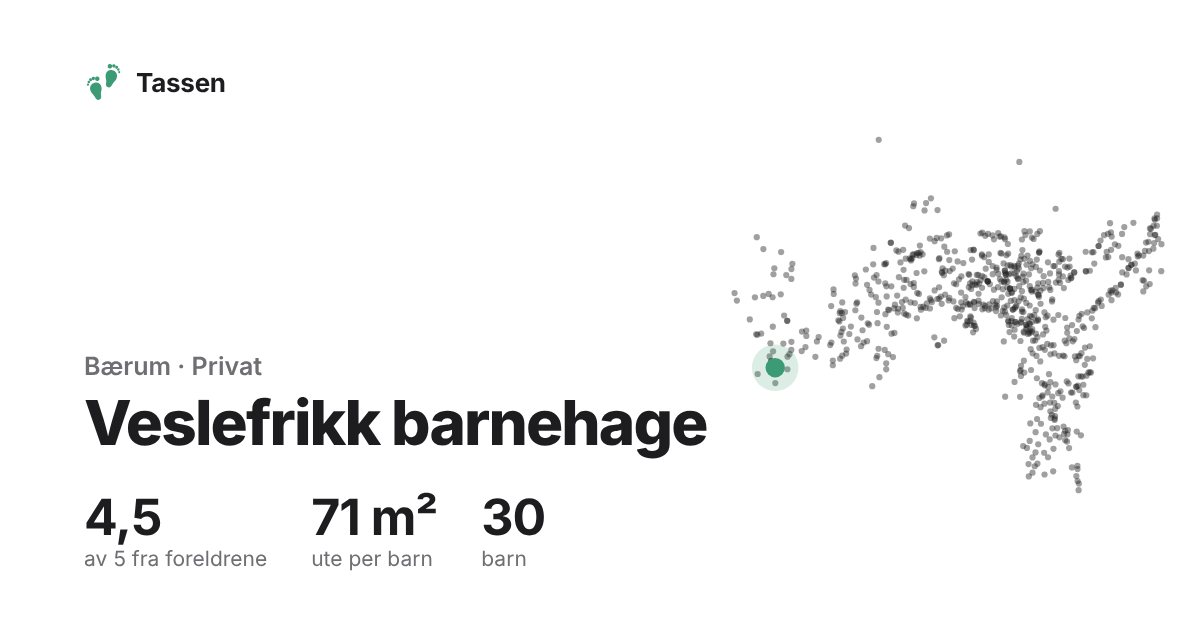 Tassen
Bærum · Privat
Veslefrikk barnehage
4,5
av 5 fra foreldrene
71 m²
ute per barn
30
barn